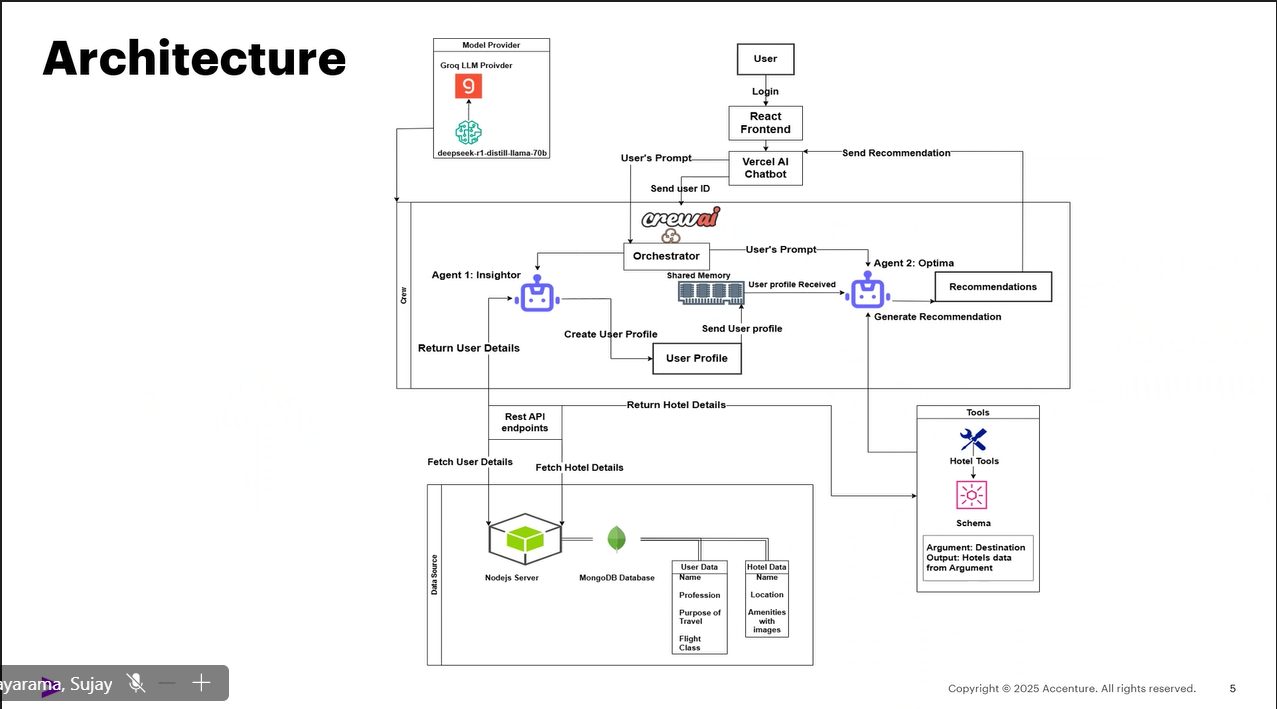 Architecture
Model Provider
Groq LLM Proivder
deepseek-r1-distill-llama-70b
User
Login
React
Frontend
Vercel AI
Chatbot
User's Prompt
Send user ID
Send Recommendation
Crew
crewai
Orchestrator
User's Prompt
Agent 1: Insightor
Agent 2: Optima
Shared Memory
User profile Received
Recommendations
Generate Recommendation
Create User Profile
Send User profile
Return User Details
User Profile
Rest API
endpoints
Return Hotel Details
Fetch User Details
Fetch Hotel Details
Tools
Hotel Tools
Schema
Argument: Destination
Output: Hotels data
from Argument
Data Source
Nodejs Server
MongoDB Database
User Data
Name
Profession
Purpose of
Travel
Flight
Class
Hotel Data
Name
Location
Amenities
with
images
ayarama, Sujay
Copyright © 2025 Accenture. All rights reserved.
5